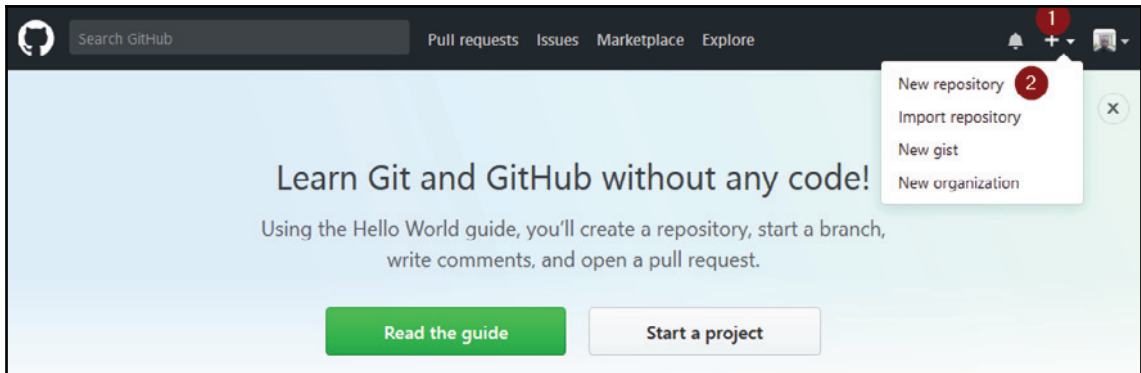 Search GitHub Pull requests Issues Marketplace Explore
1
New repository 2
Import repository
New gist
New organization
x
Learn Git and GitHub without any code!
Using the Hello World guide, you'll create a repository, start a branch,
write comments, and open a pull request.
Read the guide Start a project